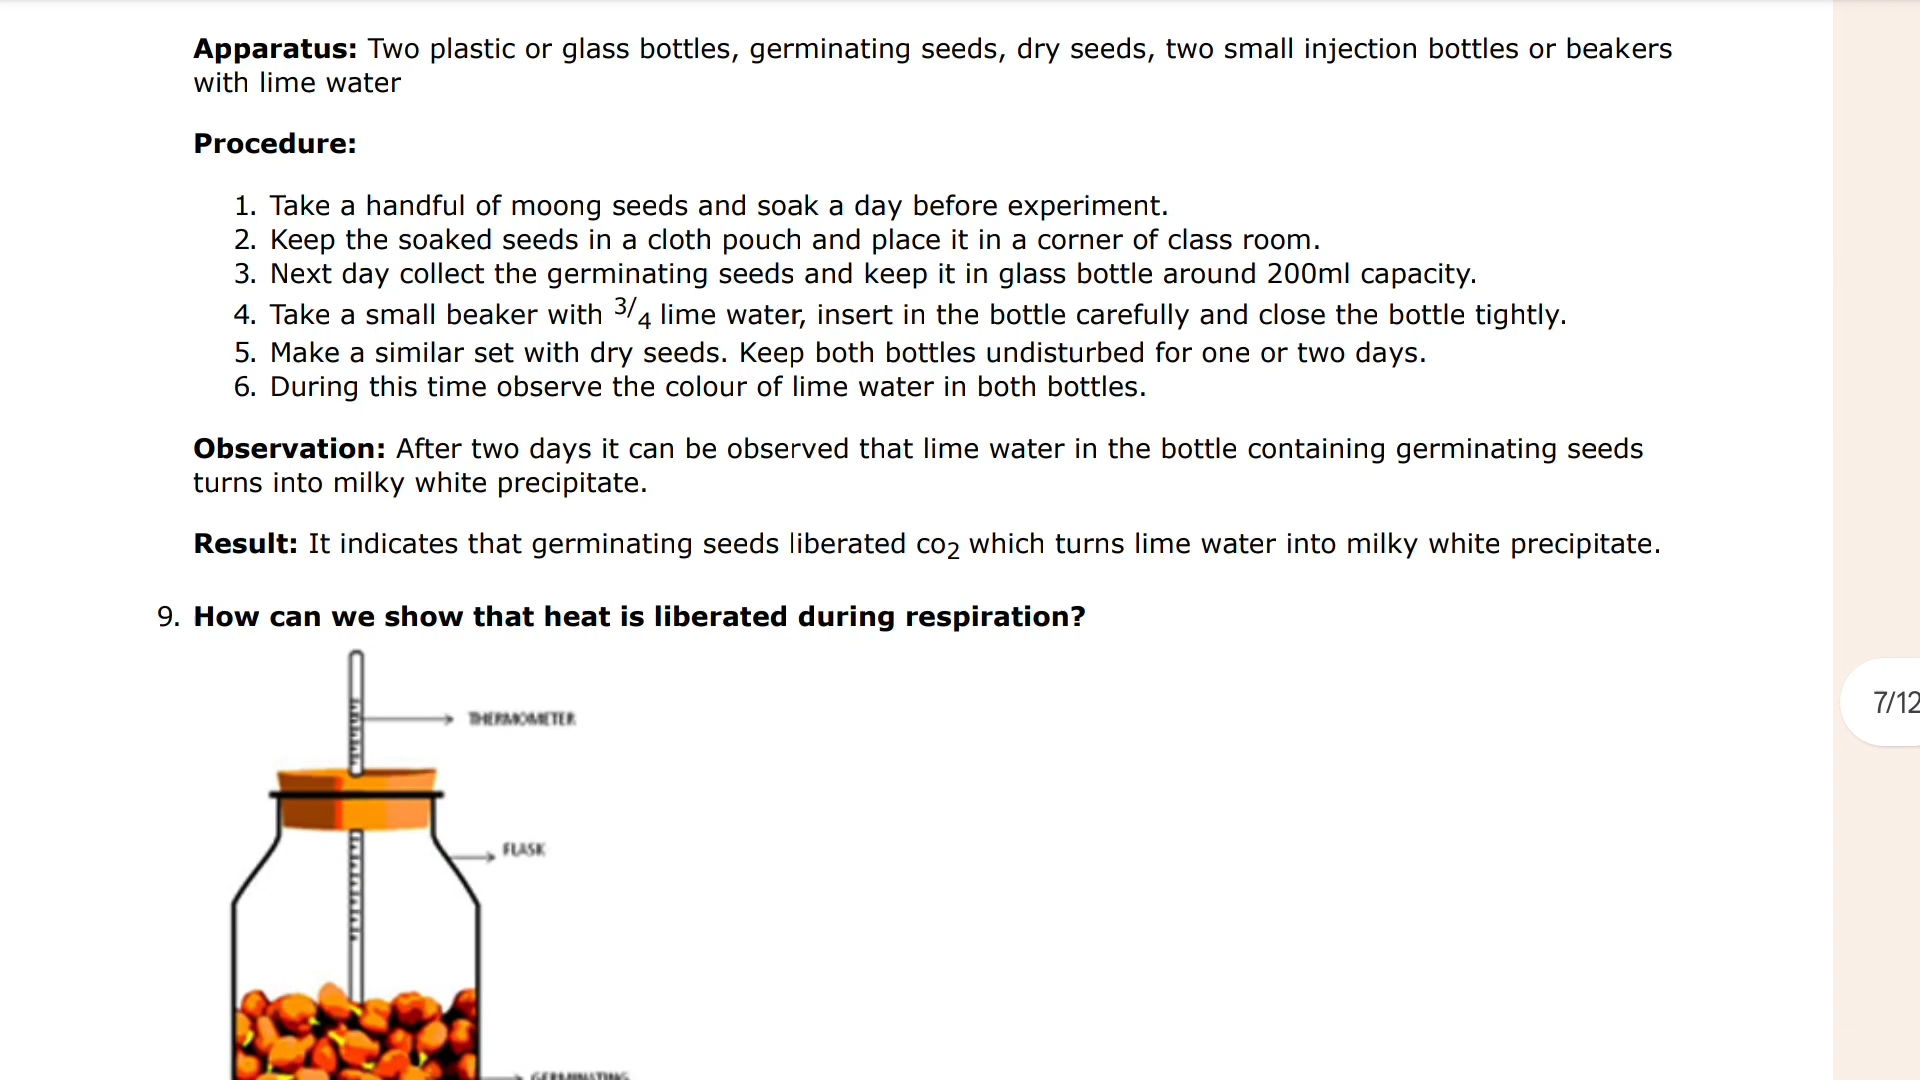 Apparatus: Two plastic or glass bottles, germinating seeds, dry seeds, two small injection bottles or beakers
with lime water
Procedure:
1. Take a handful of moong seeds and soak a day before experiment.
2. Keep the soaked seeds in a cloth pouch and place it in a corner of class room.
3. Next day collect the germinating seeds and keep it in glass bottle around 200ml capacity.
4. Take a small beaker with 3/4 lime water, insert in the bottle carefully and close the bottle tightly.
5. Make a similar set with dry seeds. Keep both bottles undisturbed for one or two days.
6. During this time observe the colour of lime water in both bottles.
Observation: After two days it can be observed that lime water in the bottle containing germinating seeds
turns into milky white precipitate.
Result: It indicates that germinating seeds liberated co2 which turns lime water into milky white precipitate.
9. How can we show that heat is liberated during respiration?
THERMOMETER
7/12
FLASK
GERMINATING